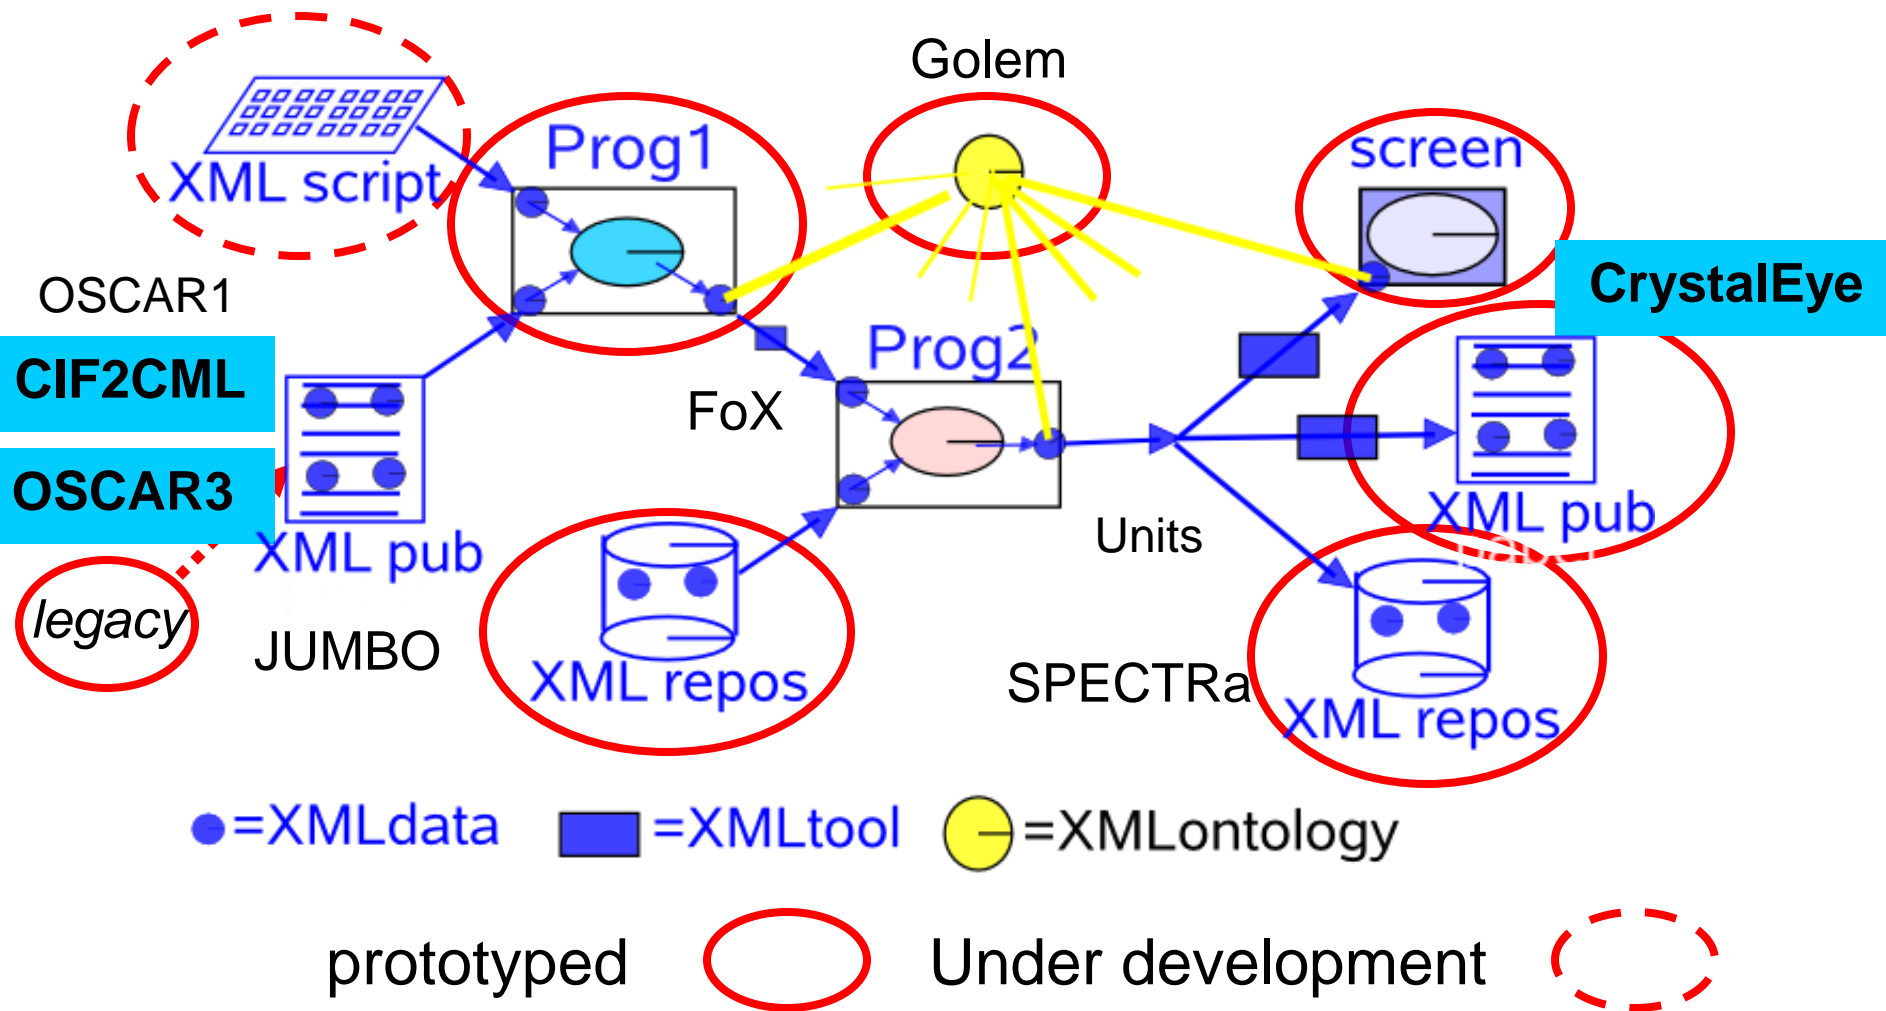 Golem
Prog1
screen
XML script
OSCAR1
CrystalEye
CIF2CML
Prog2
FoX
OSCAR3
XML pub
XML pub
Units
legacy
JUMBO
XML repos
SPECTRa
XML repos
=XMLdata
=XMLtool
=XMLontology
prototyped
Under development